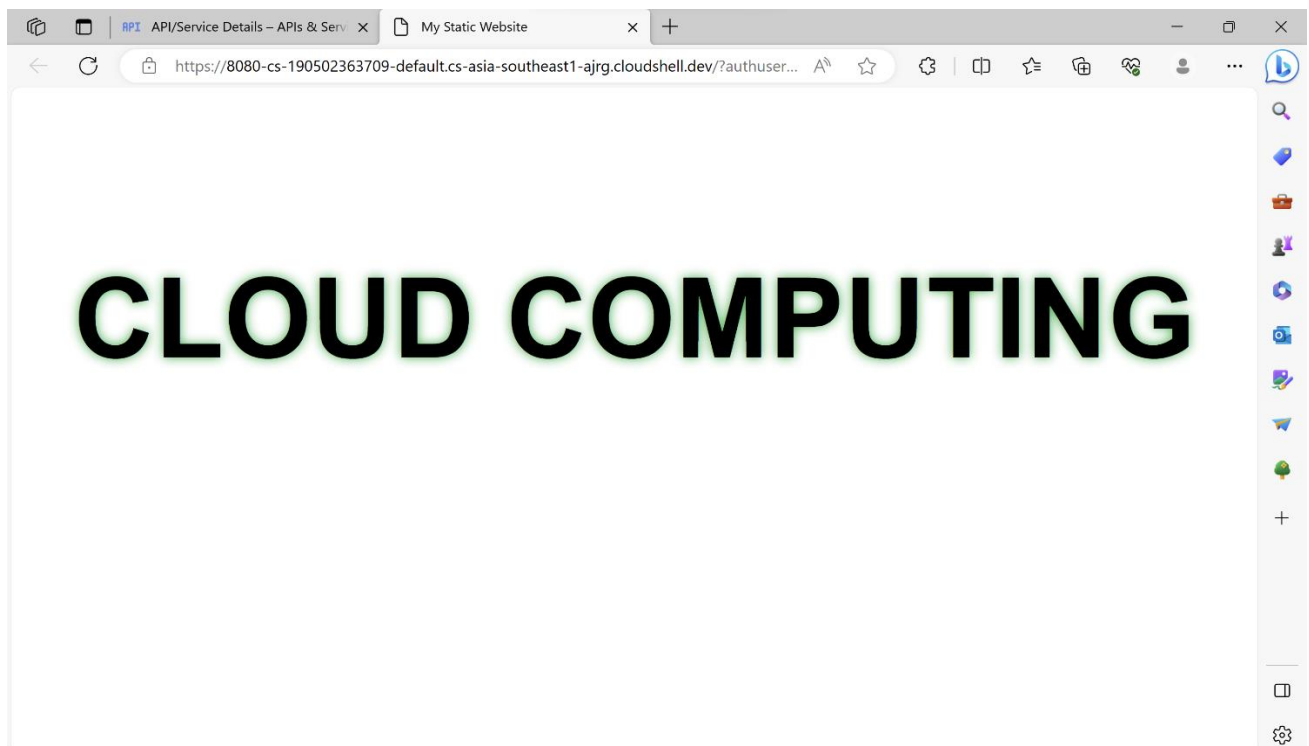 API API/Service Details – APIs & Serv
My Static Website
https://8080-cs-190502363709-default.cs-asia-southeast1-ajrg.cloudshell.dev/?authuser...
CLOUD COMPUTING